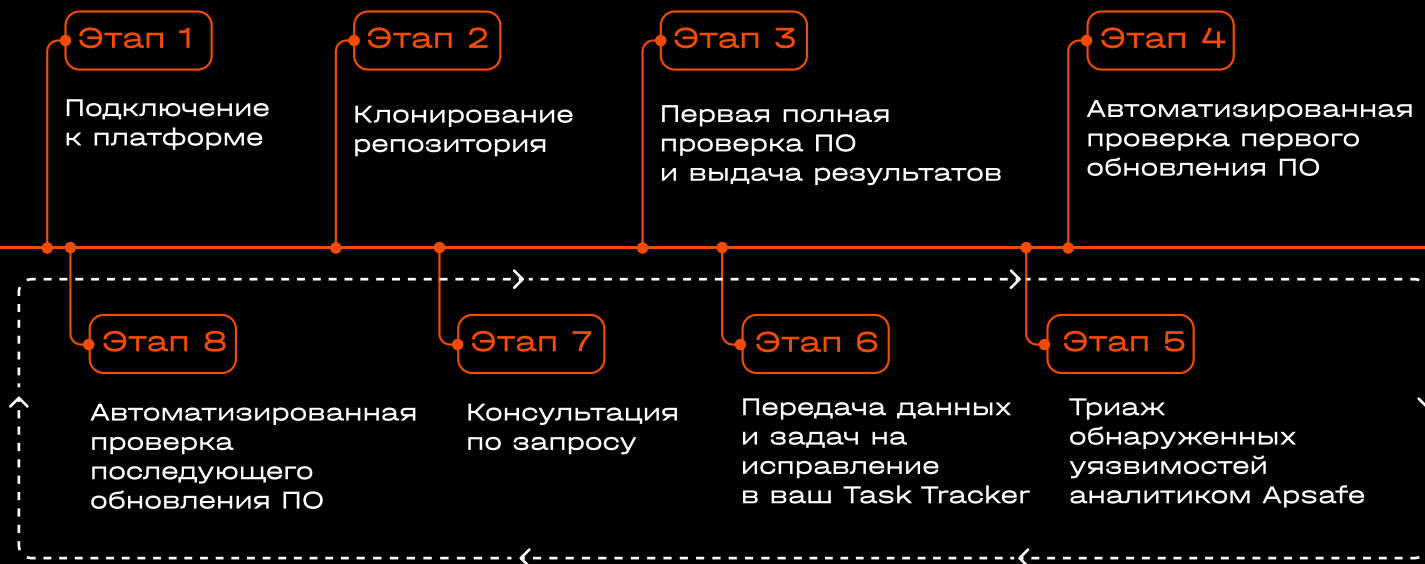 Этап 1
Подключение
к платформе
Этап 2
Клонирование
репозитория
Этап 3
Первая полная
проверка ПО
и выдача результатов
Этап 4
Автоматизированная
проверка первого
обновления ПО
Этап 8
Автоматизированная
проверка
последующего
обновления ПО
Этап 7
Консультация
по запросу
Этап 6
Передача данных
и задач на
исправление
в ваш Task Tracker
Этап 5
Триаж
обнаруженных
уязвимостей
аналитиком Apsafe